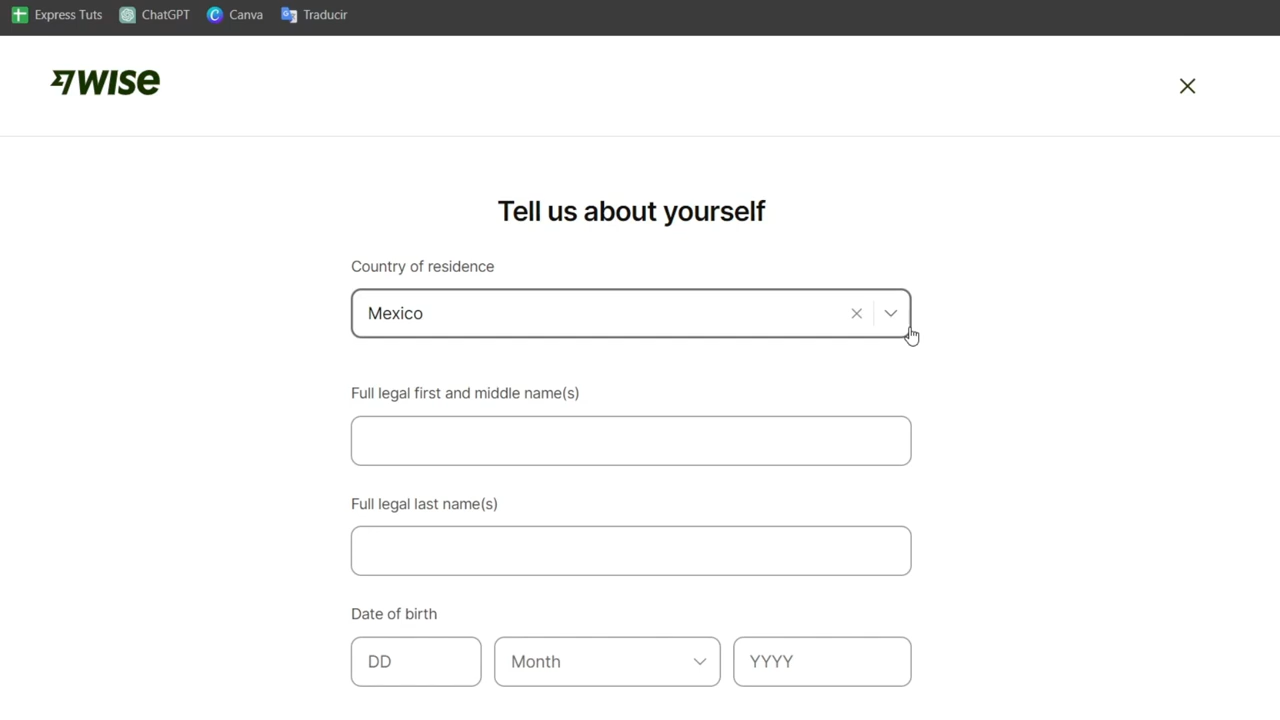 Express Tuts ChatGPT Canva Traducir
WISE
Tell us about yourself
Country of residence
Mexico
Full legal first and middle name(s)
Full legal last name(s)
Date of birth
DD Month YYYY